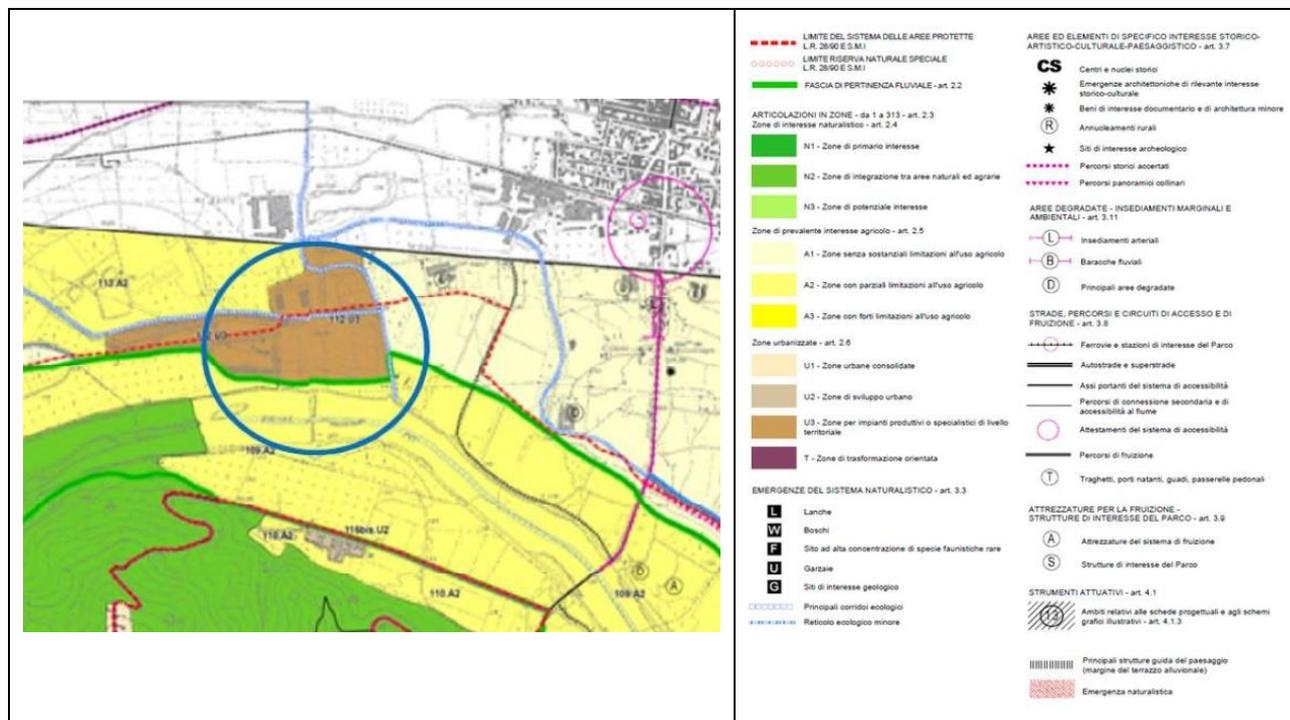 113.A2
112 U1
109.A2
116bis.U2
110.A2
110.A2
109.A2
LIMITE DEL SISTEMA DELLE AREE PROTETTE
L.R. 28/90 E S.M.I
LIMITE RISERVA NATURALE SPECIALE
L.R. 28/90 E S.M.I
FASCIA DI PERTINENZA FLUVIALE - art. 2.2
ARTICOLAZIONI IN ZONE - da 1 a 313 - art. 2.3
Zone di interesse naturalistico - art. 2.4
N1 - Zone di primario interesse
N2 - Zone di integrazione tra aree naturali ed agrarie
N3 - Zone di potenziale interesse
Zone di prevalente interesse agricolo - art. 2.5
A1 - Zone senza sostanziali limitazioni all'uso agricolo
A2 - Zone con parziali limitazioni all'uso agricolo
A3 - Zone con forti limitazioni all'uso agricolo
Zone urbanizzate - art. 2.6
U1 - Zone urbane consolidate
U2 - Zone di sviluppo urbano
U3 - Zone per impianti produttivi o specialistici di livello
territoriale
T - Zone di trasformazione orientata
EMERGENZE DEL SISTEMA NATURALISTICO - art. 3.3
L Lanche
W Boschi
F Sito ad alta concentrazione di specie faunistiche rare
U Garzaie
G Siti di interesse geologico
Principali corridoi ecologici
Reticolo ecologico minore
AREE ED ELEMENTI DI SPECIFICO INTERESSE STORICO-
ARTISTICO-CULTURALE-PAESAGGISTICO - art. 3.7
CS Centri e nuclei storici
Emergenze architettoniche di rilevante interesse
storico-culturale
Beni di interesse documentario e di architettura minore
R Annucleamenti rurali
Siti di interesse archeologico
Percorsi storici accertati
Percorsi panoramici collinari
AREE DEGRADATE - INSEDIAMENTI MARGINALI E
AMBIENTALI - art. 3.11
L Insediamenti arteriali
B Baracche fluviali
D Principali aree degradate
STRADE, PERCORSI E CIRCUITI DI ACCESSO E DI
FRUIZIONE - art. 3.8
Ferrovie e stazioni di interesse del Parco
Autostrade e superstrade
Assi portanti del sistema di accessibilità
Percorsi di connessione secondaria e di
accessibilità al fiume
Attestamenti del sistema di accessibilità
Percorsi di fruizione
T Traghetti, porti natanti, guadi, passerelle pedonali
ATTREZZATURE PER LA FRUIZIONE -
STRUTTURE DI INTERESSE DEL PARCO - art. 3.9
A Attrezzature del sistema di fruizione
S Strutture di interesse del Parco
STRUMENTI ATTUATIVI - art. 4.1
13 Ambiti relativi alle schede progettuali e agli schemi
grafici illustrativi - art. 4.1.3
Principali strutture guida del paesaggio
(margine del terrazzo alluvionale)
Emergenza naturalistica